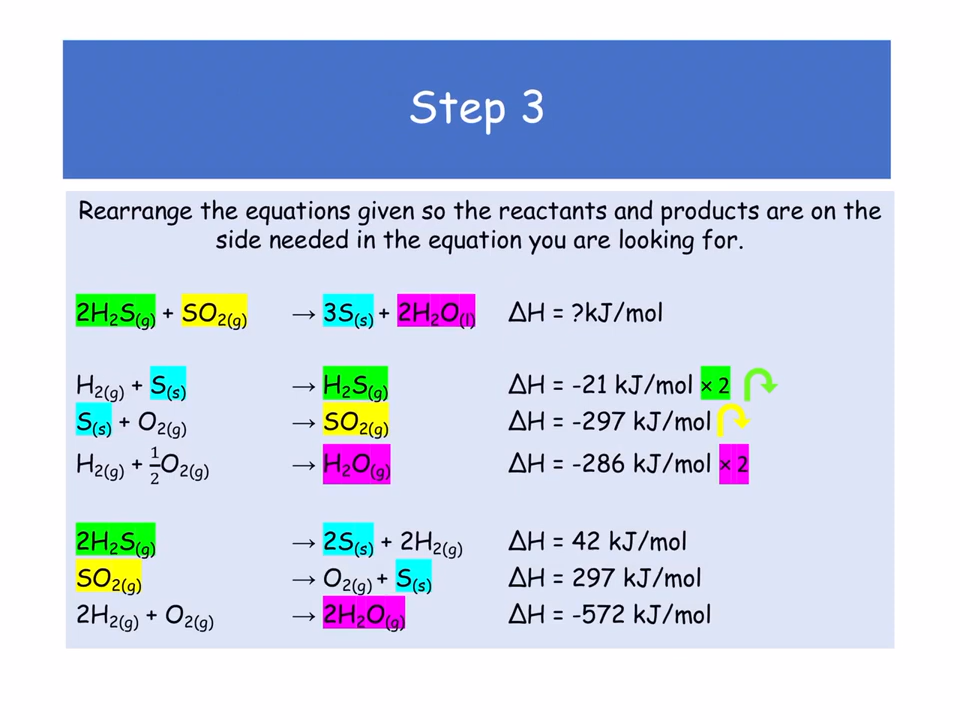 Step 3
Rearrange the equations given so the reactants and products are on the
side needed in the equation you are looking for.
2H₂S(g) + SO₂(g) → 3S(s) + 2H₂O(l) ΔH = ?kJ/mol
H₂(g) + S(s) → H₂S(g) ΔH = -21 kJ/mol × 2
S(s) + O₂(g) → SO₂(g) ΔH = -297 kJ/mol
H₂(g) + ½O₂(g) → H₂O(g) ΔH = -286 kJ/mol × 2
2H₂S(g) → 2S(s) + 2H₂(g) ΔH = 42 kJ/mol
SO₂(g) → O₂(g) + S(s) ΔH = 297 kJ/mol
2H₂(g) + O₂(g) → 2H₂O(g) ΔH = -572 kJ/mol